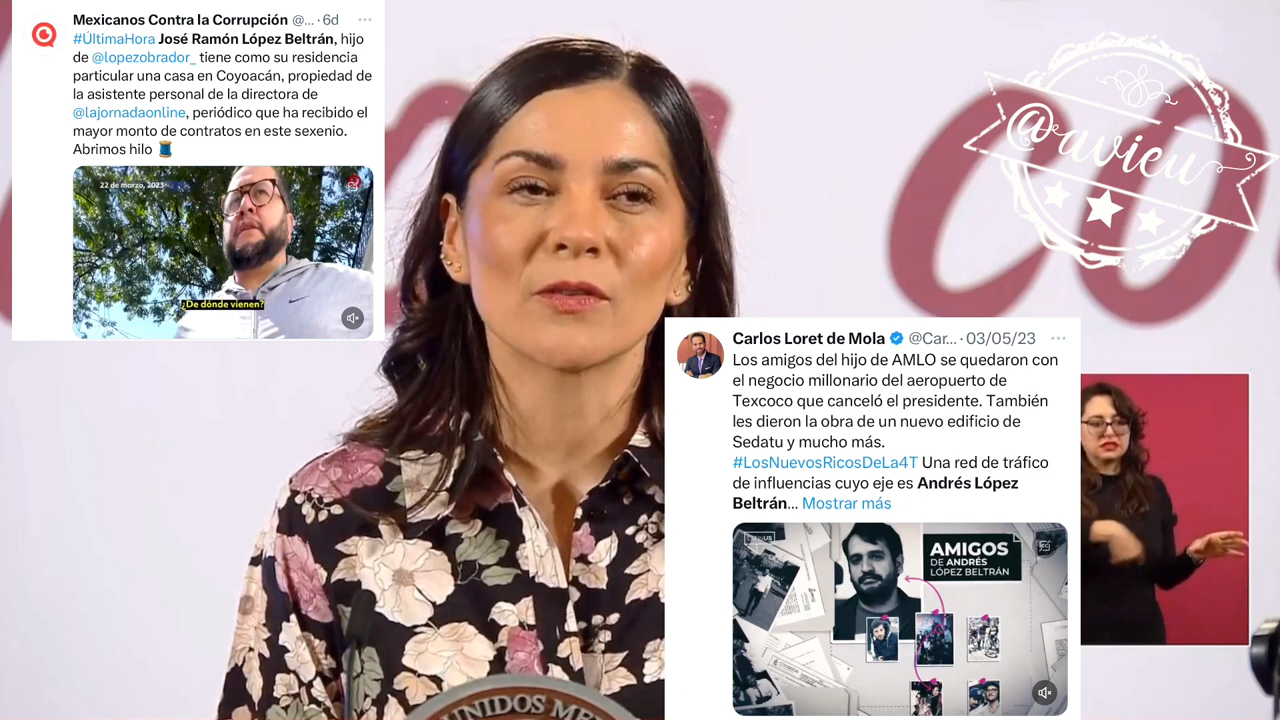 Mexicanos Contra la Corrupción @... · 6d ...
#ÚltimaHora José Ramón López Beltrán, hijo
de @lopezobrador_ tiene como su residencia
particular una casa en Coyoacán, propiedad de
la asistente personal de la directora de
@lajornadaonline, periódico que ha recibido el
mayor monto de contratos en este sexenio.
Abrimos hilo 🧵
22 de marzo, 2023
¿De dónde vienen?
@avieu
Carlos Loret de Mola @Car... · 03/05/23 ...
Los amigos del hijo de AMLO se quedaron con
el negocio millonario del aeropuerto de
Texcoco que canceló el presidente. También
les dieron la obra de un nuevo edificio de
Sedatu y mucho más.
#LosNuevosRicosDeLa4T Una red de tráfico
de influencias cuyo eje es Andrés López
Beltrán... Mostrar más
AMIGOS
DE ANDRÉS
LÓPEZ BELTRÁN
UNIDOS ME